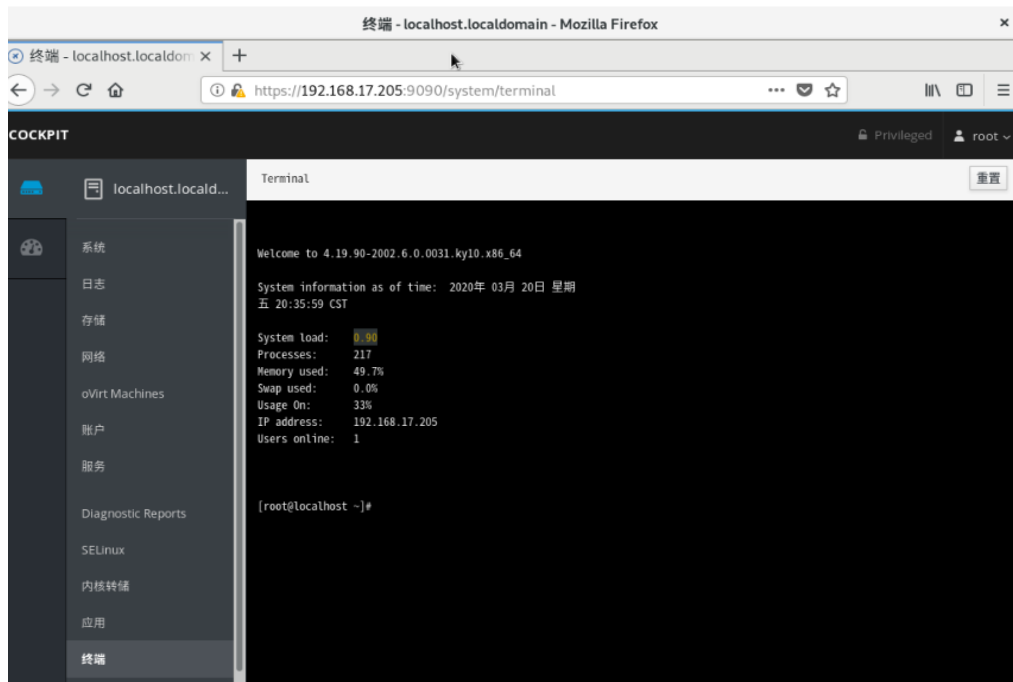 终端 - localhost.localdomain - Mozilla Firefox
终端 - localhost.localdom
https://192.168.17.205:9090/system/terminal
COCKPIT
Privileged
root
localhost.locald...
Terminal
重置
系统
日志
存储
网络
oVirt Machines
账户
服务
Diagnostic Reports
SELinux
内核转储
应用
终端
Welcome to 4.19.90-2002.6.0.0031.ky10.x86_64
System information as of time:  2020年 03月 20日 星期
五 20:35:59 CST
System load:    0.90
Processes:      217
Memory used:    49.7%
Swap used:      0.0%
Usage On:       33%
IP address:     192.168.17.205
Users online:   1
[root@localhost ~]#